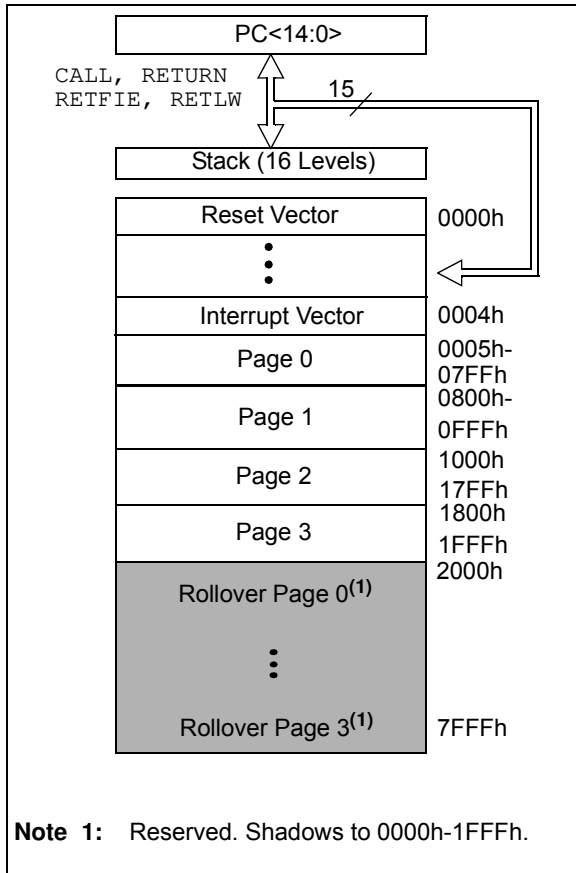 PC<14:0>
CALL, RETURN
RETFIE, RETLW
15
Stack (16 Levels)
Reset Vector
0000h
Interrupt Vector
0004h
Page 0
0005h-
07FFh
Page 1
0800h-
0FFFh
Page 2
1000h
17FFh
Page 3
1800h
1FFFh
Rollover Page 0(1)
2000h
Rollover Page 3(1)
7FFFh
Note 1: Reserved. Shadows to 0000h-1FFFh.